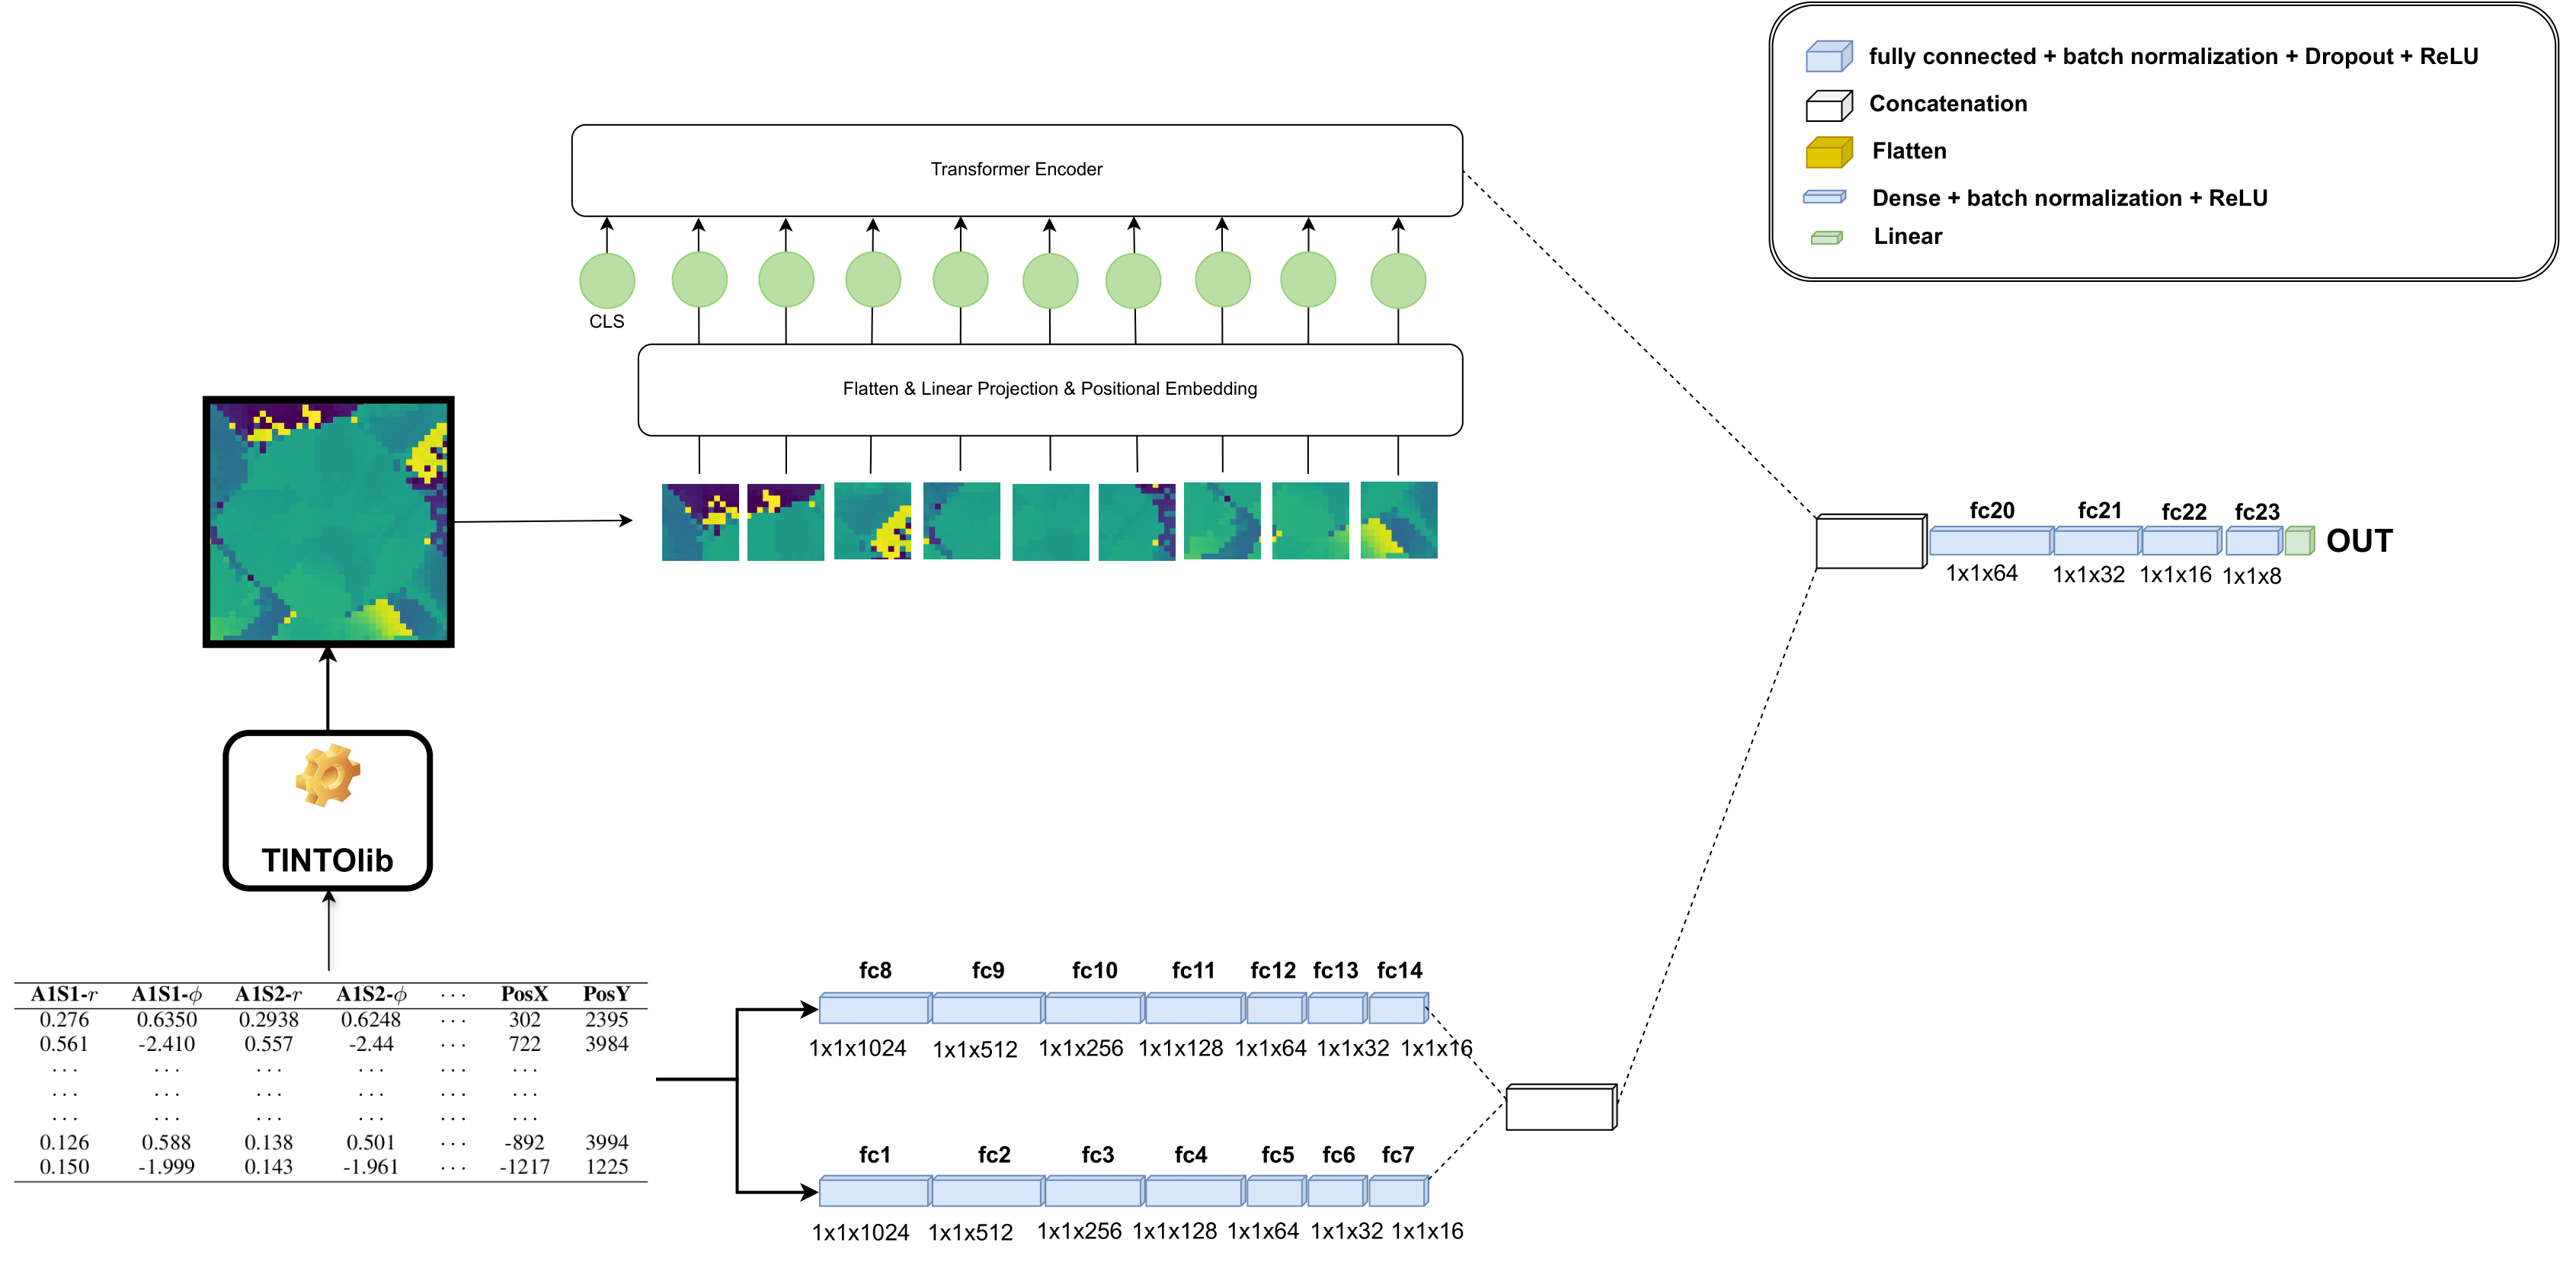 fully connected + batch normalization + Dropout + ReLU
Concatenation
Flatten
Dense + batch normalization + ReLU
Linear
Transformer Encoder
CLS
Flatten & Linear Projection & Positional Embedding
fc20 fc21 fc22 fc23
OUT
1x1x64 1x1x32 1x1x16 1x1x8
TINTOlib
A1S1-r A1S1-ϕ A1S2-r A1S2-ϕ ··· PosX PosY
0.276 0.6350 0.2938 0.6248 ··· 302 2395
0.561 -2.410 0.557 -2.44 ··· 722 3984
··· ··· ··· ··· ··· ···
··· ··· ··· ··· ··· ···
··· ··· ··· ··· ··· ···
0.126 0.588 0.138 0.501 ··· -892 3994
0.150 -1.999 0.143 -1.961 ··· -1217 1225
fc8 fc9 fc10 fc11 fc12 fc13 fc14
1x1x1024 1x1x512 1x1x256 1x1x128 1x1x64 1x1x32 1x1x16
fc1 fc2 fc3 fc4 fc5 fc6 fc7
1x1x1024 1x1x512 1x1x256 1x1x128 1x1x64 1x1x32 1x1x16